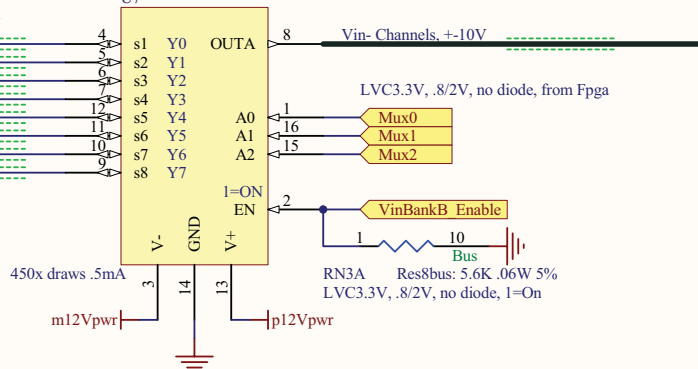 4 s1 Y0 OUTA 8 Vin- Channels, +-10V
5 s2 Y1
6 s3 Y2
7 s4 Y3 LVC3.3V, .8/2V, no diode, from Fpga
12 s5 Y4 A0 1 Mux0
11 s6 Y5 A1 16 Mux1
10 s7 Y6 A2 15 Mux2
9 s8 Y7
1=ON
EN 2 VinBankB_Enable
V- GND V+ 1 10
Bus
450x draws .5mA 3 14 13 RN3A Res8bus: 5.6K .06W 5%
LVC3.3V, .8/2V, no diode, 1=On
m12Vpwr p12Vpwr